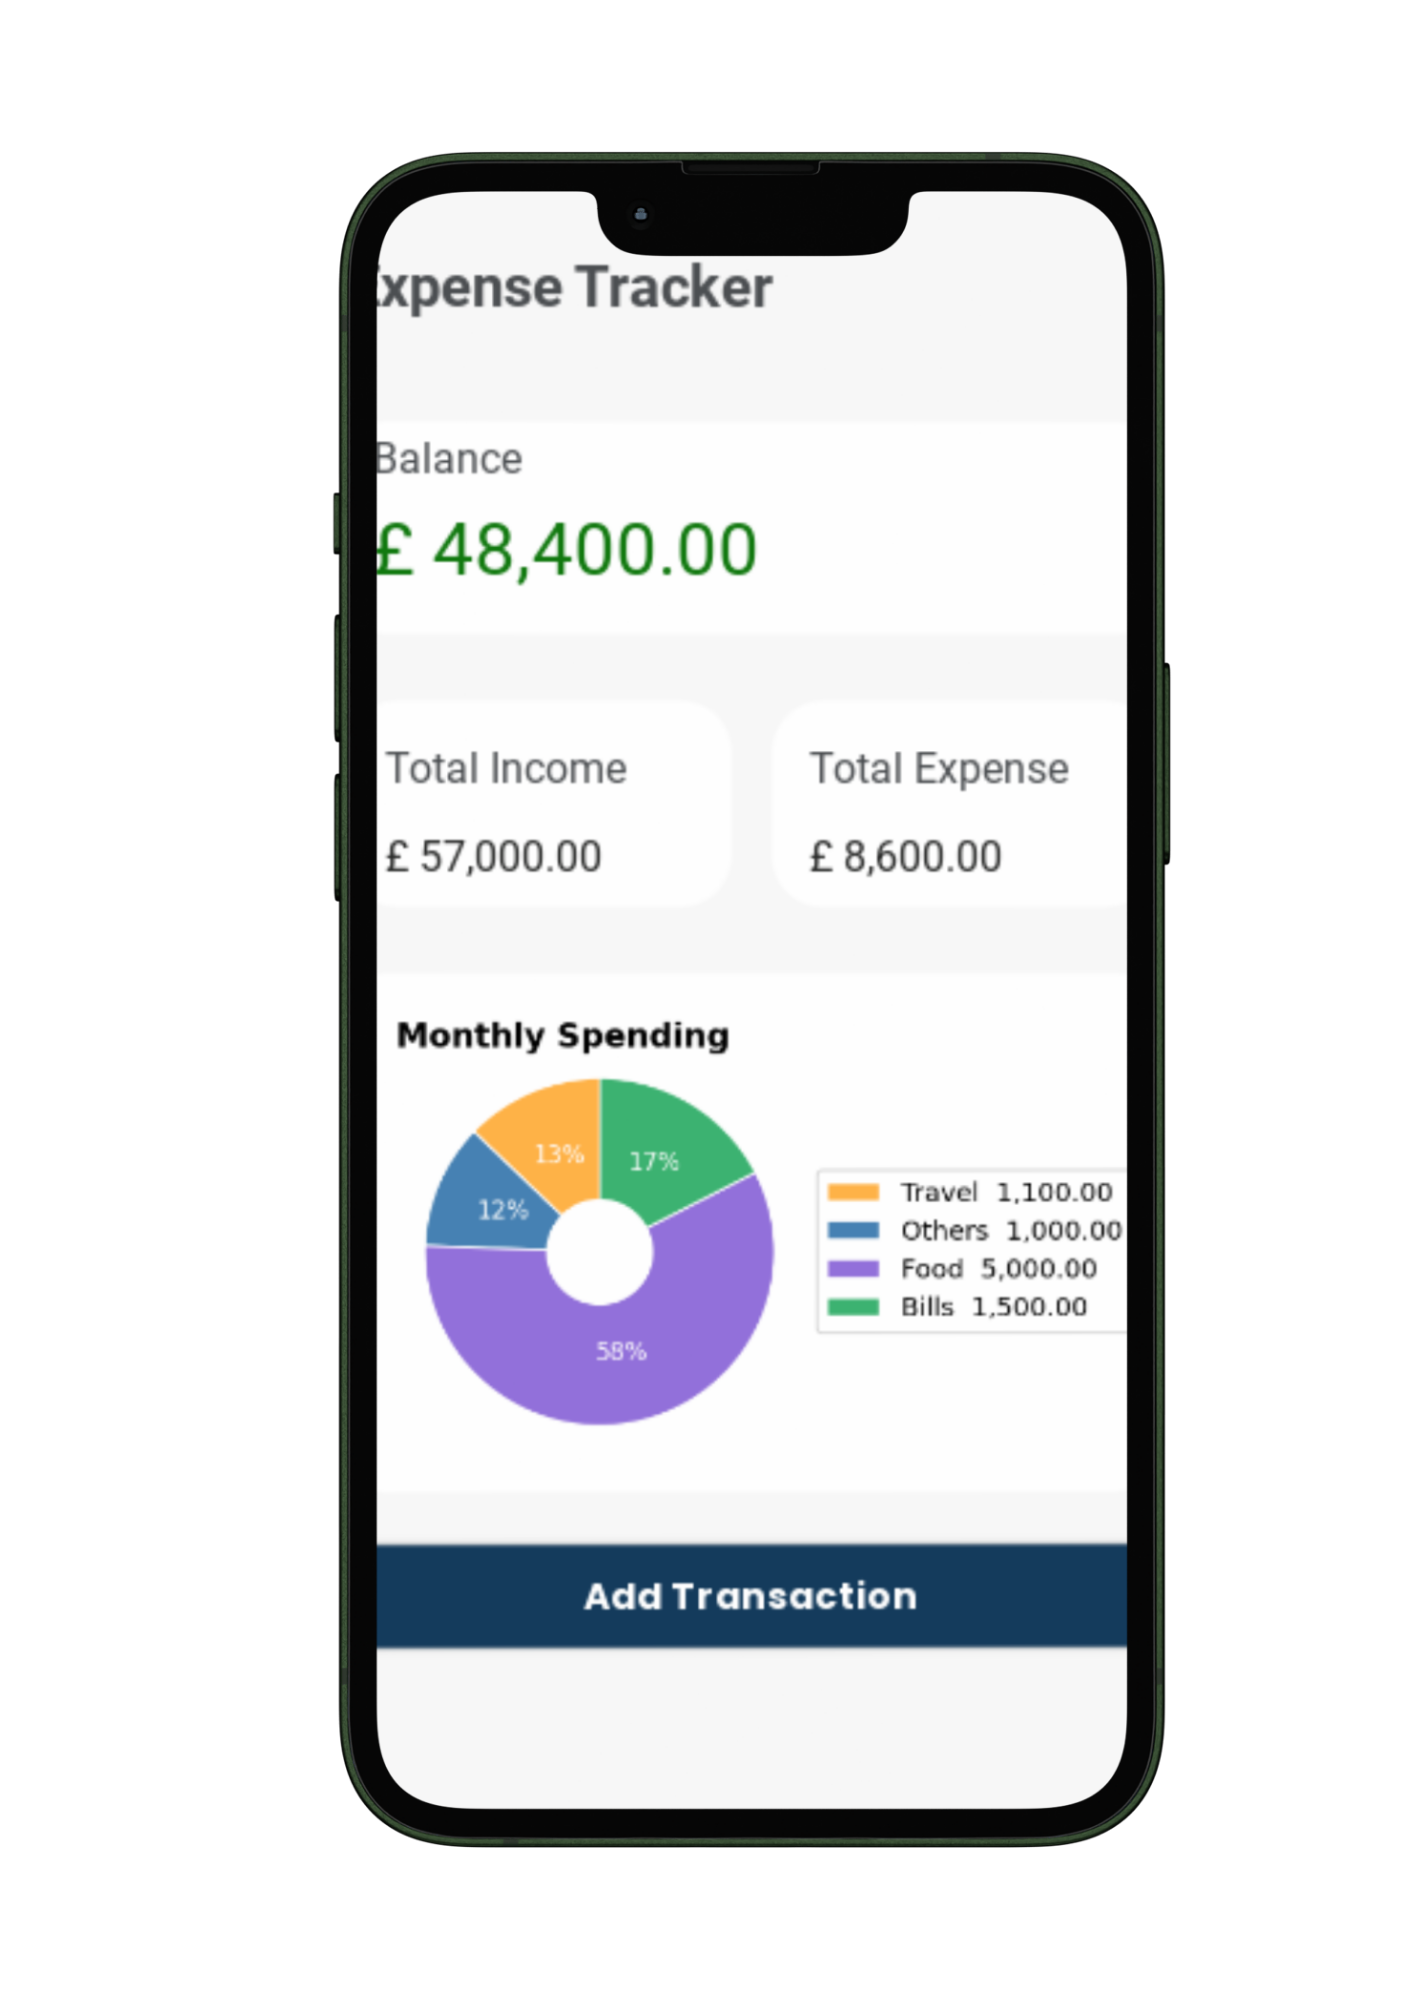 Expense Tracker
Balance
£ 48,400.00
Total Income
Total Expense
£ 57,000.00
£ 8,600.00
Monthly Spending
13%
17%
12%
58%
Travel 1,100.00
Others 1,000.00
Food 5,000.00
Bills 1,500.00
Add Transaction